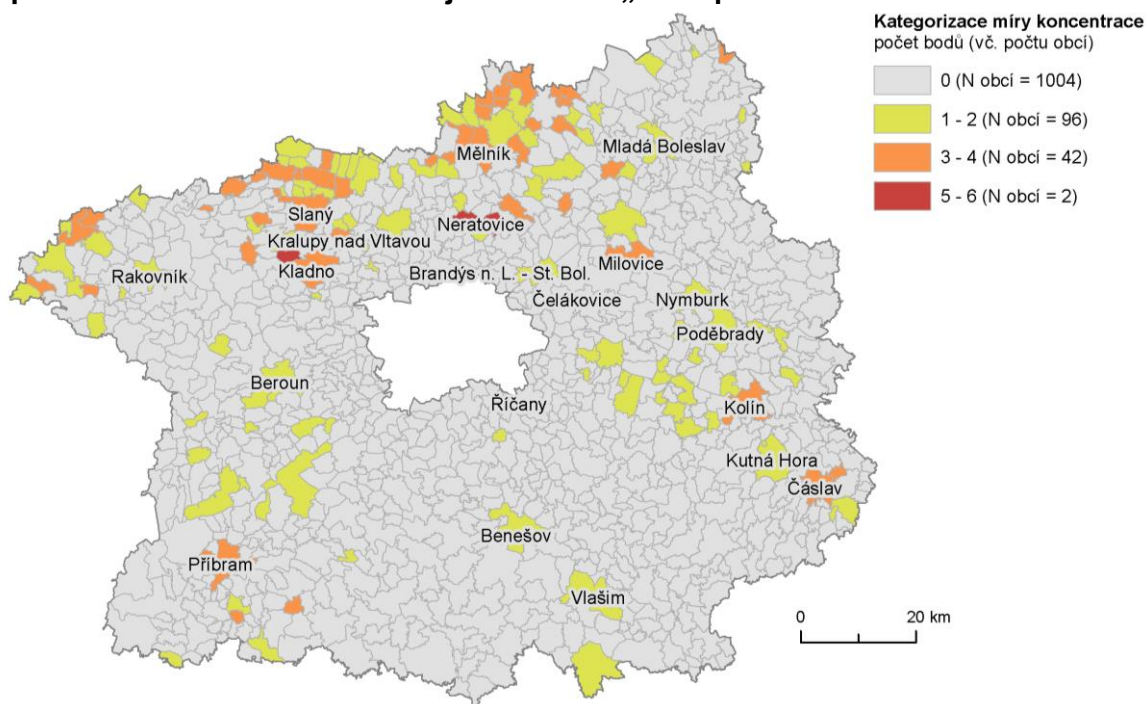 Kategorizace míry koncentrace
počet bodů (vč. počtu obcí)
0 (N obcí = 1004)
1 - 2 (N obcí = 96)
3 - 4 (N obcí = 42)
5 - 6 (N obcí = 2)
Mladá Boleslav
Mělník
Slaný
Neratovice
Kralupy nad Vltavou
Milovice
Kladno
Rakovník
Brandýs n. L. - St. Bol.
Čelákovice
Nymburk
Poděbrady
Beroun
Říčany
Kolín
Kutná Hora
Čáslav
Benešov
Příbram
Vlašim
0
20 km